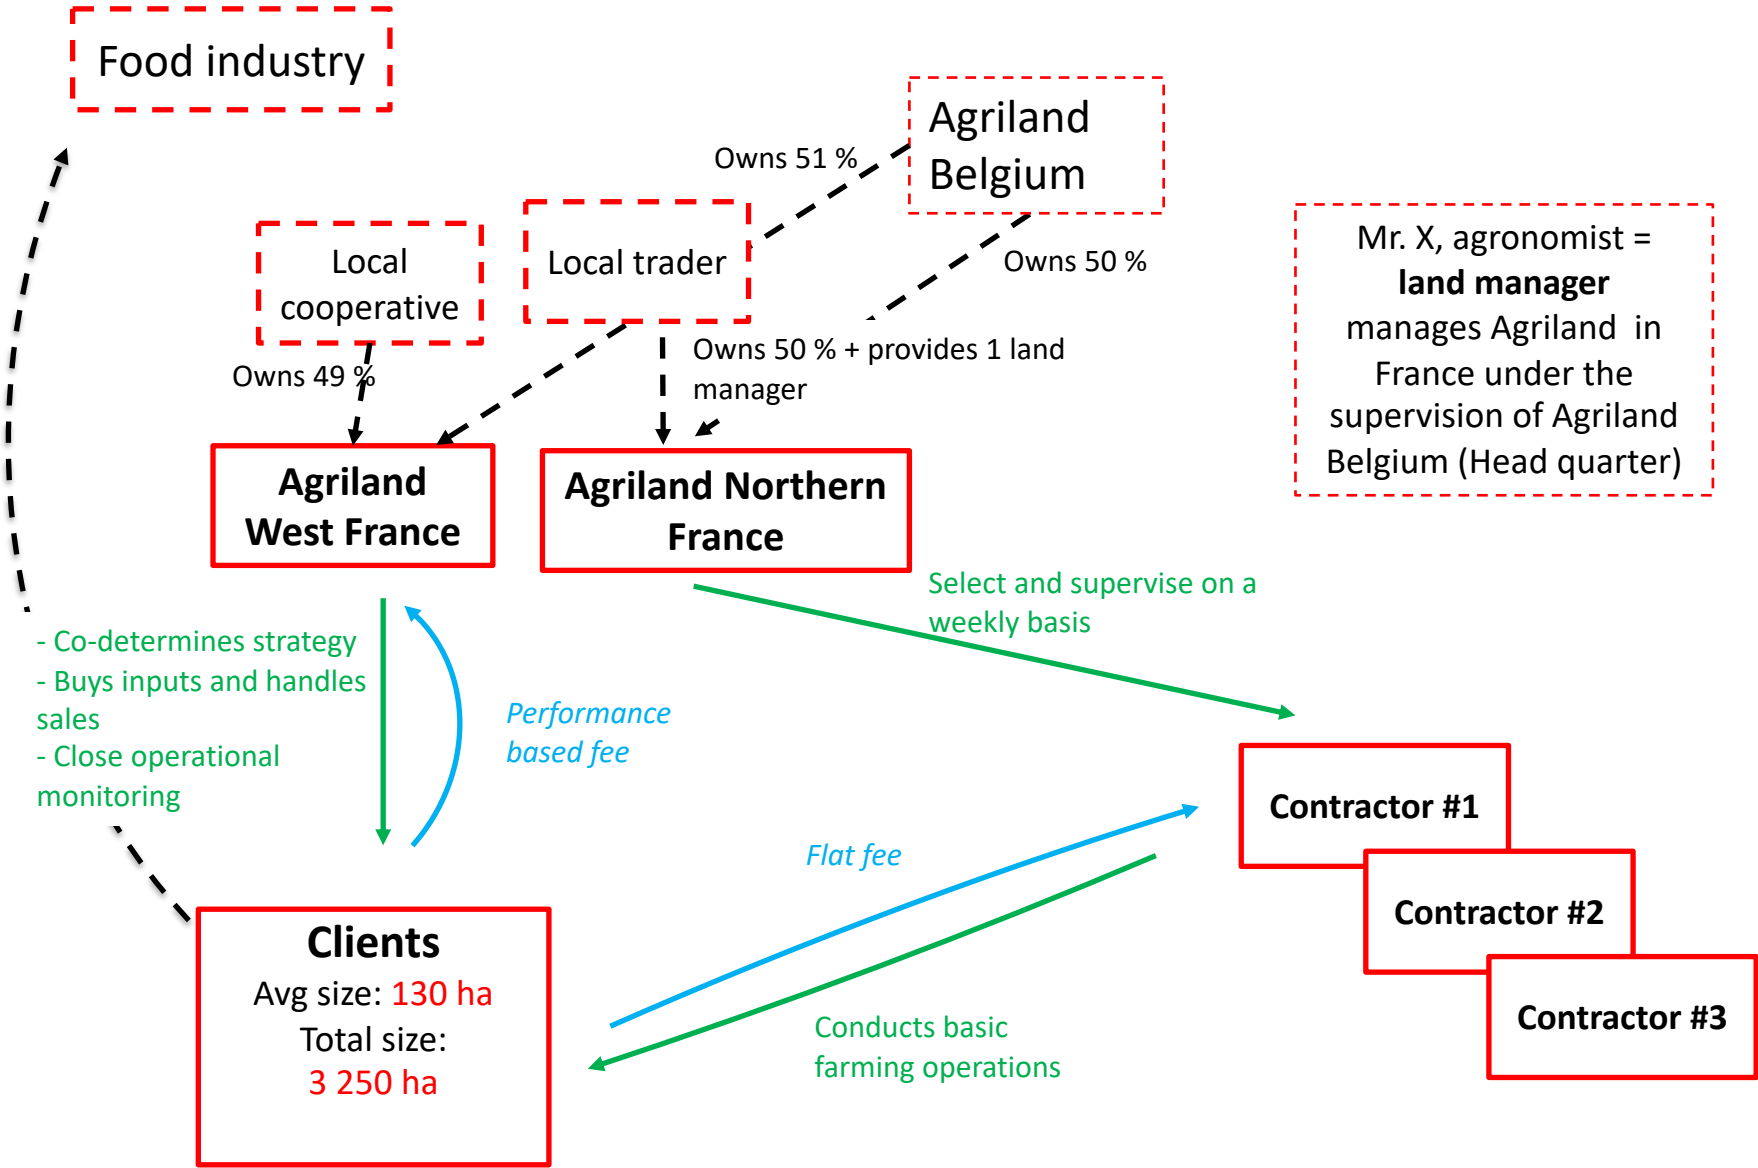 Food industry
Agriland
Belgium
Owns 51 %
Local
cooperative
Local trader
Owns 50 %
Mr. X, agronomist =
land manager
manages Agriland in
France under the
supervision of Agriland
Belgium (Head quarter)
Owns 49 %
Owns 50 % + provides 1 land
manager
Agriland
West France
Agriland Northern
France
Select and supervise on a
weekly basis
- Co-determines strategy
- Buys inputs and handles
sales
- Close operational
monitoring
Performance
based fee
Contractor #1
Flat fee
Contractor #2
Clients
Avg size: 130 ha
Total size:
3 250 ha
Conducts basic
farming operations
Contractor #3